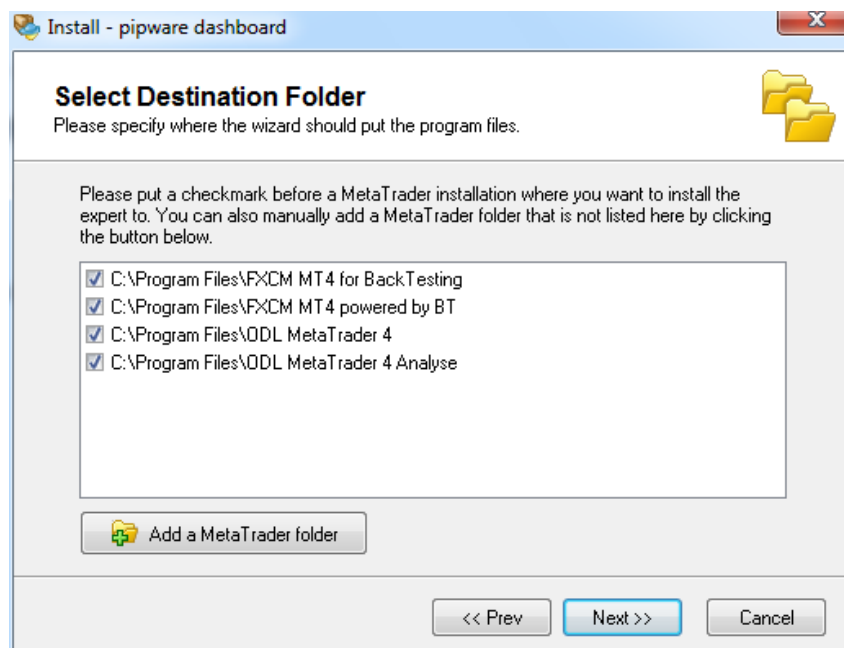 Install - pipware dashboard
Select Destination Folder
Please specify where the wizard should put the program files.
Please put a checkmark before a MetaTrader installation where you want to install the
expert to. You can also manually add a MetaTrader folder that is not listed here by clicking
the button below.
C:\Program Files\FXCM MT4 for BackTesting
C:\Program Files\FXCM MT4 powered by BT
C:\Program Files\ODL MetaTrader 4
C:\Program Files\ODL MetaTrader 4 Analyse
Add a MetaTrader folder
<< Prev
Next >>
Cancel